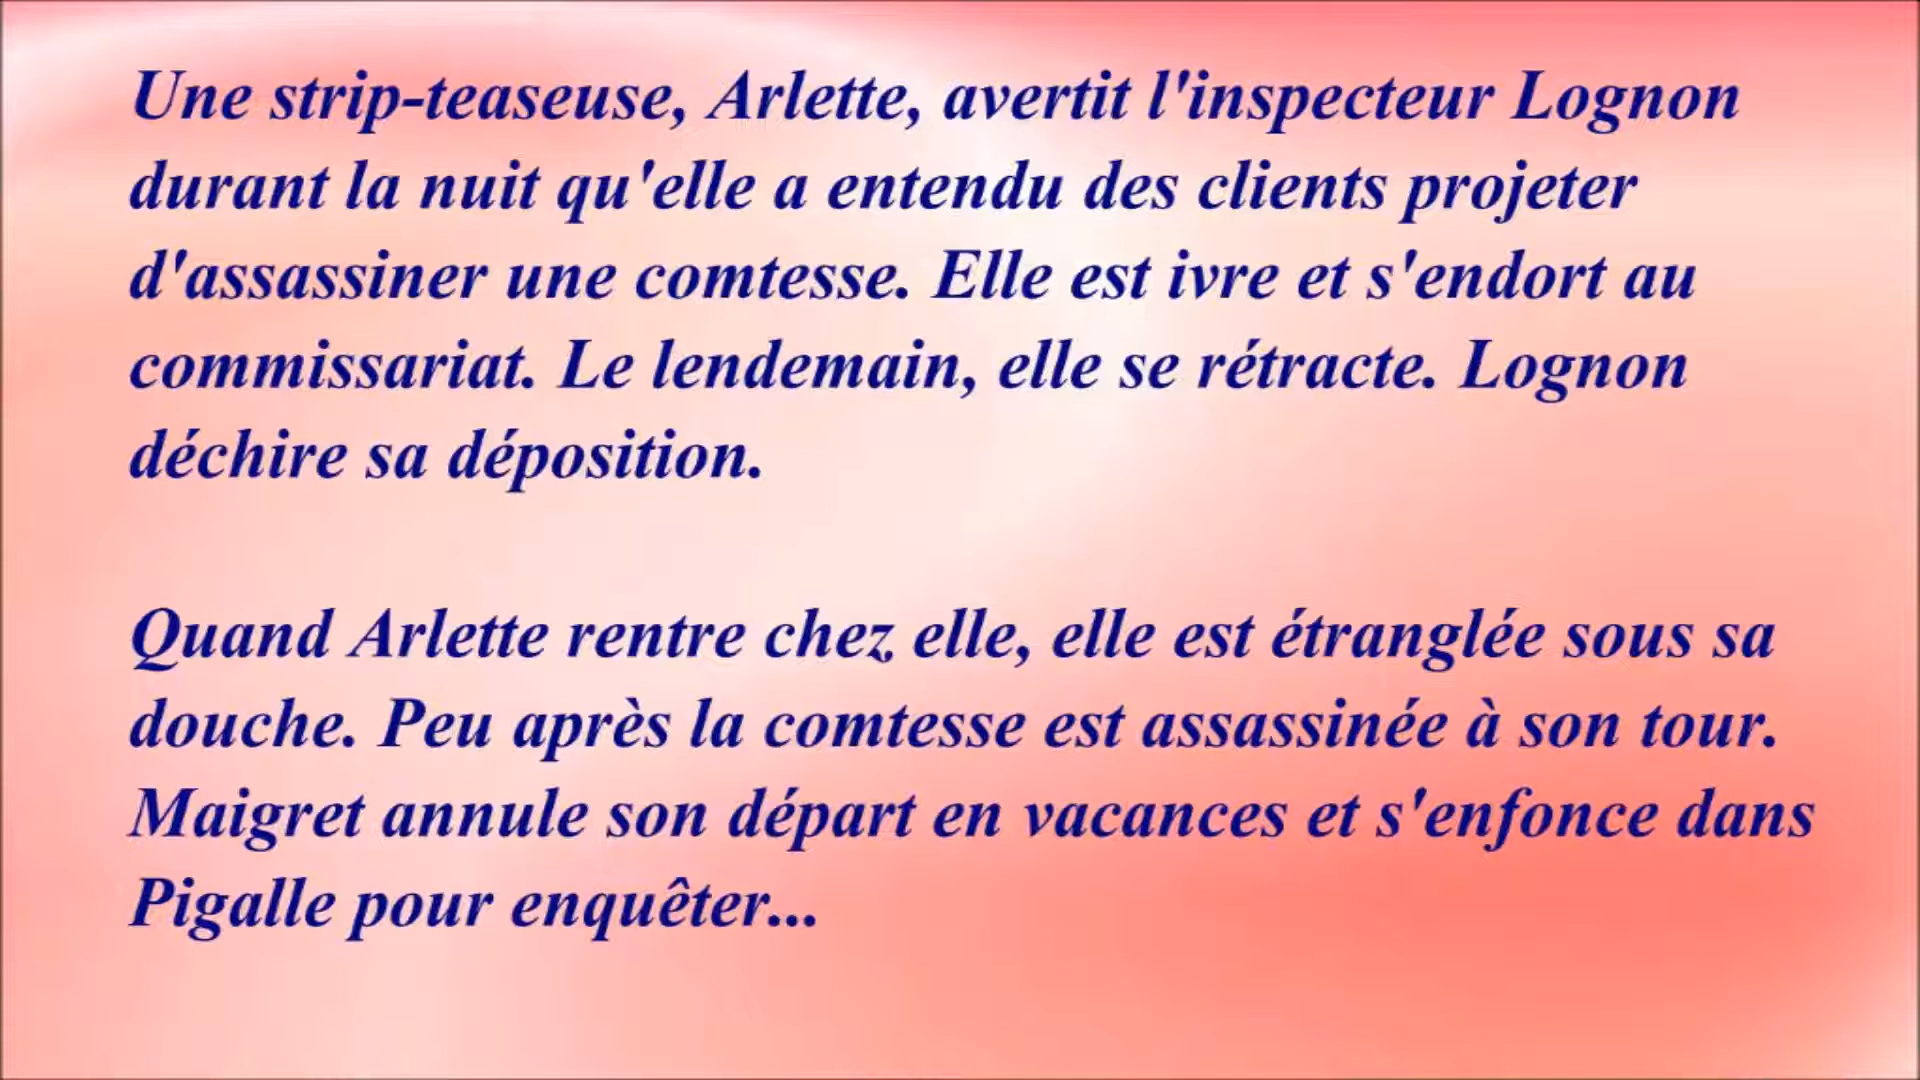 Une strip-teaseuse, Arlette, avertit l'inspecteur Lognon
durant la nuit qu'elle a entendu des clients projeter
d'assassiner une comtesse. Elle est ivre et s'endort au
commissariat. Le lendemain, elle se rétracte. Lognon
déchire sa déposition.
Quand Arlette rentre chez elle, elle est étranglée sous sa
douche. Peu après la comtesse est assassinée à son tour.
Maigret annule son départ en vacances et s'enfonce dans
Pigalle pour enquêter...